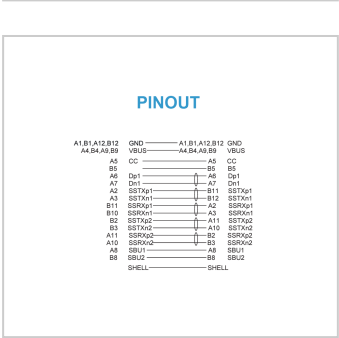 PINOUT
A1,B1,A12,B12 GND A1,B1,A12,B12 GND
A4,B4,A9,B9 VBUS A4,B4,A9,B9 VBUS
A5 CC A5 CC
B5 B5 B5
A6 Dp1 A6 Dp1
A7 Dn1 A7 Dn1
A2 SSTXp1 B11 SSTXp1
A3 SSTXn1 B12 SSTXn1
B11 SSRXp1 A2 SSRXp1
B10 SSRXn1 A3 SSRXn1
B2 SSTXp2 A11 SSTXp2
B3 SSTXn2 A10 SSTXn2
A11 SSRXp2 B2 SSRXp2
A10 SSRXn2 B3 SSRXn2
A8 SBU1 A8 SBU1
B8 SBU2 B8 SBU2
SHELL SHELL